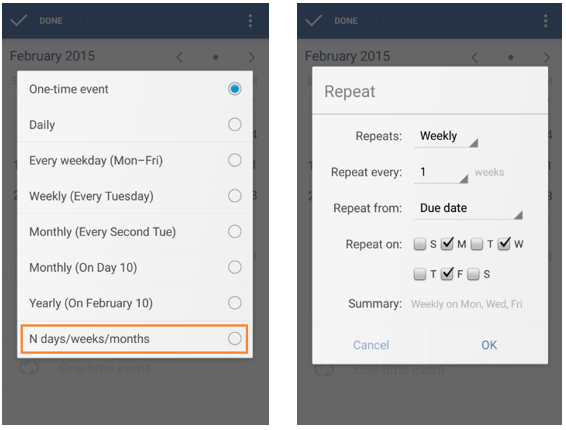 DONE
February 2015
One-time event
Daily
Every weekday (Mon–Fri)
Weekly (Every Tuesday)
Monthly (Every Second Tue)
Monthly (On Day 10)
Yearly (On February 10)
N days/weeks/months
One-time event
DONE
February 2015
Repeat
Repeats: Weekly
Repeat every: 1 weeks
Repeat from: Due date
Repeat on: S M T W
T F S
Summary: Weekly on Mon, Wed, Fri
Cancel OK
One-time event